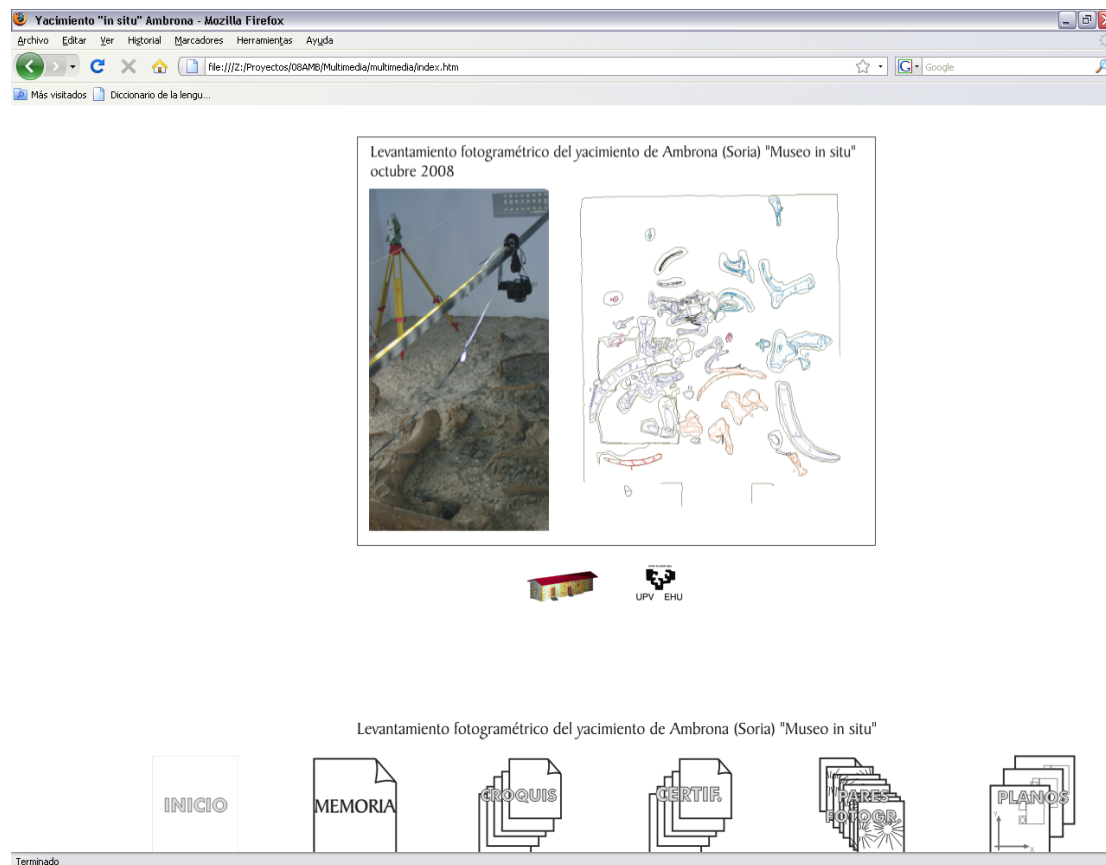 Yacimiento "in situ" Ambrona - Mozilla Firefox
Archivo Editar Ver Historial Marcadores Herramientas Ayuda
file:///Z:/Proyectos/08AMB/Multimedia/multimedia/index.htm
G Google
Más visitados Diccionario de la lengu...
Levantamiento fotogramétrico del yacimiento de Ambrona (Soria) "Museo in situ"
octubre 2008
UPV EHU
Levantamiento fotogramétrico del yacimiento de Ambrona (Soria) "Museo in situ"
INICIO
MEMORIA
CROQUIS
CERTIF.
PARES
FOTOGR.
PLANOS
Y
X
Terminado